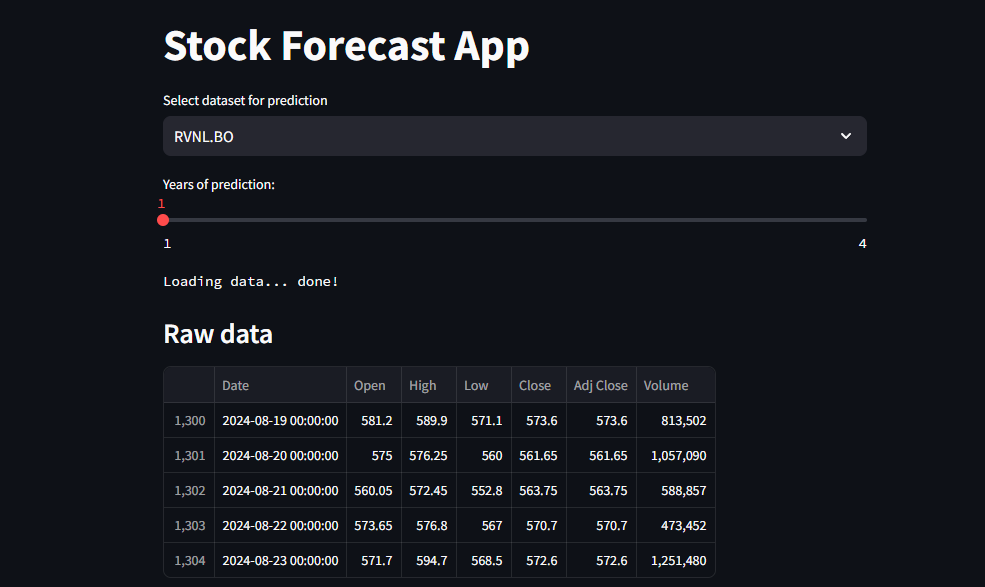 Stock Forecast App
Select dataset for prediction
RVNL.BO
Years of prediction:
1
1 4
Loading data... done!
Raw data
Date Open High Low Close Adj Close Volume
1,300 2024-08-19 00:00:00 581.2 589.9 571.1 573.6 573.6 813,502
1,301 2024-08-20 00:00:00 575 576.25 560 561.65 561.65 1,057,090
1,302 2024-08-21 00:00:00 560.05 572.45 552.8 563.75 563.75 588,857
1,303 2024-08-22 00:00:00 573.65 576.8 567 570.7 570.7 473,452
1,304 2024-08-23 00:00:00 571.7 594.7 568.5 572.6 572.6 1,251,480